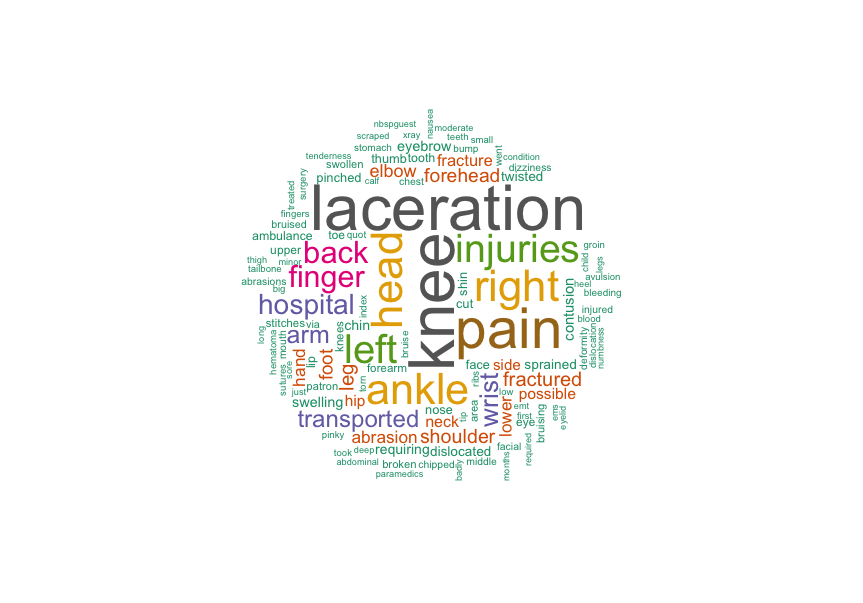 nausea
nbspguest
moderate
scraped
xray
teeth
small
stomach
eyebrow
bump
went
condition
tenderness
thumb
tooth
fracture
dizziness
swollen
elbow
forehead
twisted
pinched
calf
chest
treated
surgery
laceration
fingers
bruised
ambulance
toe
quot
head
knee
injuries
groin
upper
back
child
legs
thigh
minor
tailbone
finger
shin
right
avulsion
heel
abrasions
big
bleeding
hospital
index
cut
contusion
injured
stitches
via
chin
pain
blood
long
hematoma
mouth
arm
knees
left
bruise
deformity
dislocation
numbness
sutures
sore
hand
lip
foot
leg
forearm
face
side
sprained
ribs
fractured
just
patron
torn
ankle
wrist
low
possible
swelling
hip
area
lower
emt
ems
eyelid
transported
nose
tip
first
neck
eye
bruising
pinky
abrasion
shoulder
facial
required
took
deep
requiring
dislocated
abdominal
broken
chipped
badly
middle
months
paramedics